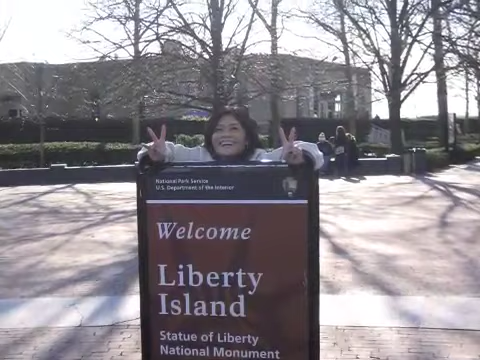 National Park Service
U.S. Department of the Interior
Welcome
Liberty
Island
Statue of Liberty
National Monument